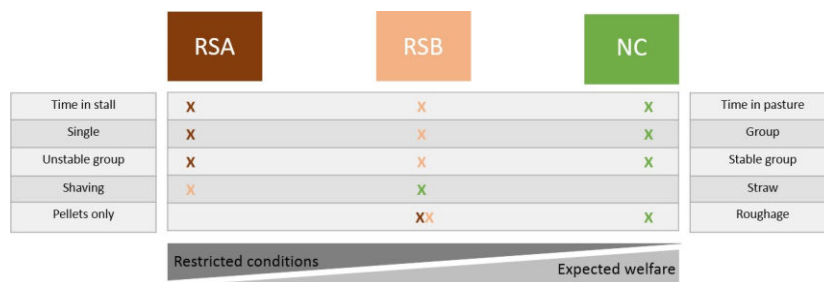 RSA RSB NC
Time in stall X X X Time in pasture
Single X X X Group
Unstable group X X X Stable group
Shaving X X Straw
Pellets only XX X Roughage
Restricted conditions
Expected welfare